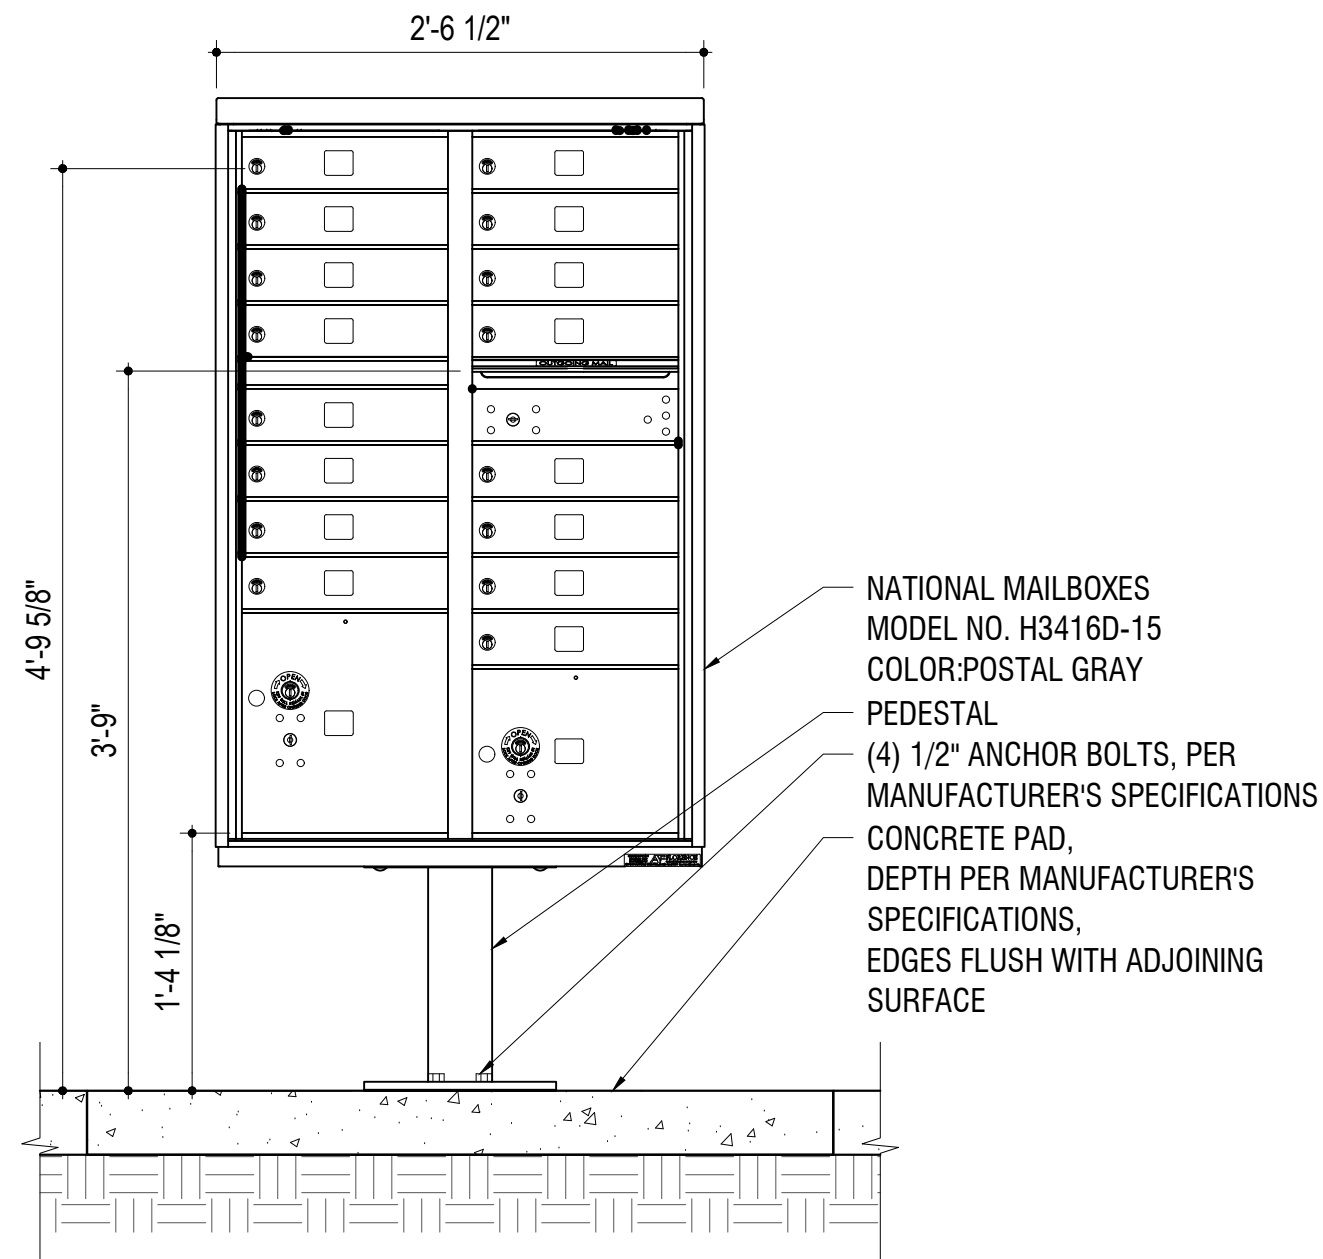 2'-6 1/2"
OUTGOING MAIL
4'-9 5/8"
3'-9"
1'-4 1/8"
OPEN
OPEN
NATIONAL MAILBOXES
MODEL NO. H3416D-15
COLOR:POSTAL GRAY
PEDESTAL
(4) 1/2" ANCHOR BOLTS, PER
MANUFACTURER'S SPECIFICATIONS
CONCRETE PAD,
DEPTH PER MANUFACTURER'S
SPECIFICATIONS,
EDGES FLUSH WITH ADJOINING
SURFACE